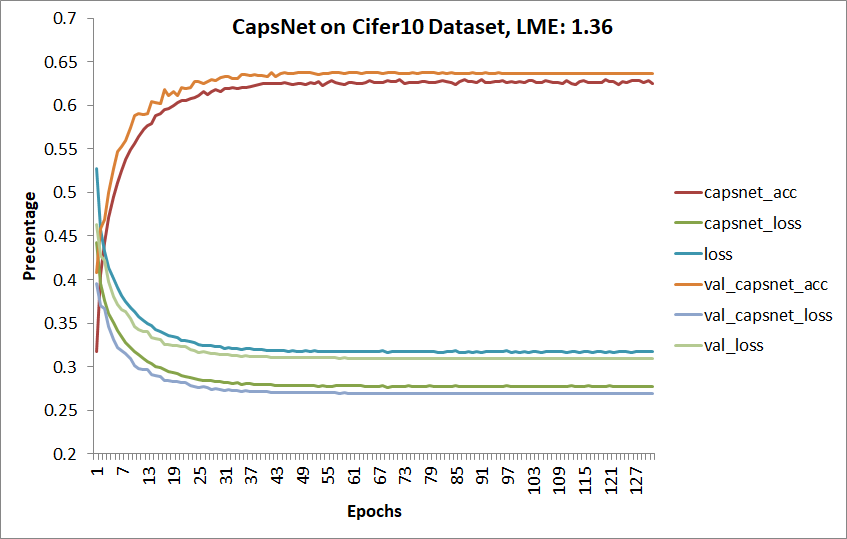 CapsNet on Cifer10 Dataset, LME: 1.36
Precentage
0.7
0.65
0.6
0.55
0.5
0.45
0.4
0.35
0.3
0.25
0.2
1 7 13 19 25 31 37 43 49 55 61 67 73 79 85 91 97 103 109 115 121 127
Epochs
capsnet_acc
capsnet_loss
loss
val_capsnet_acc
val_capsnet_loss
val_loss